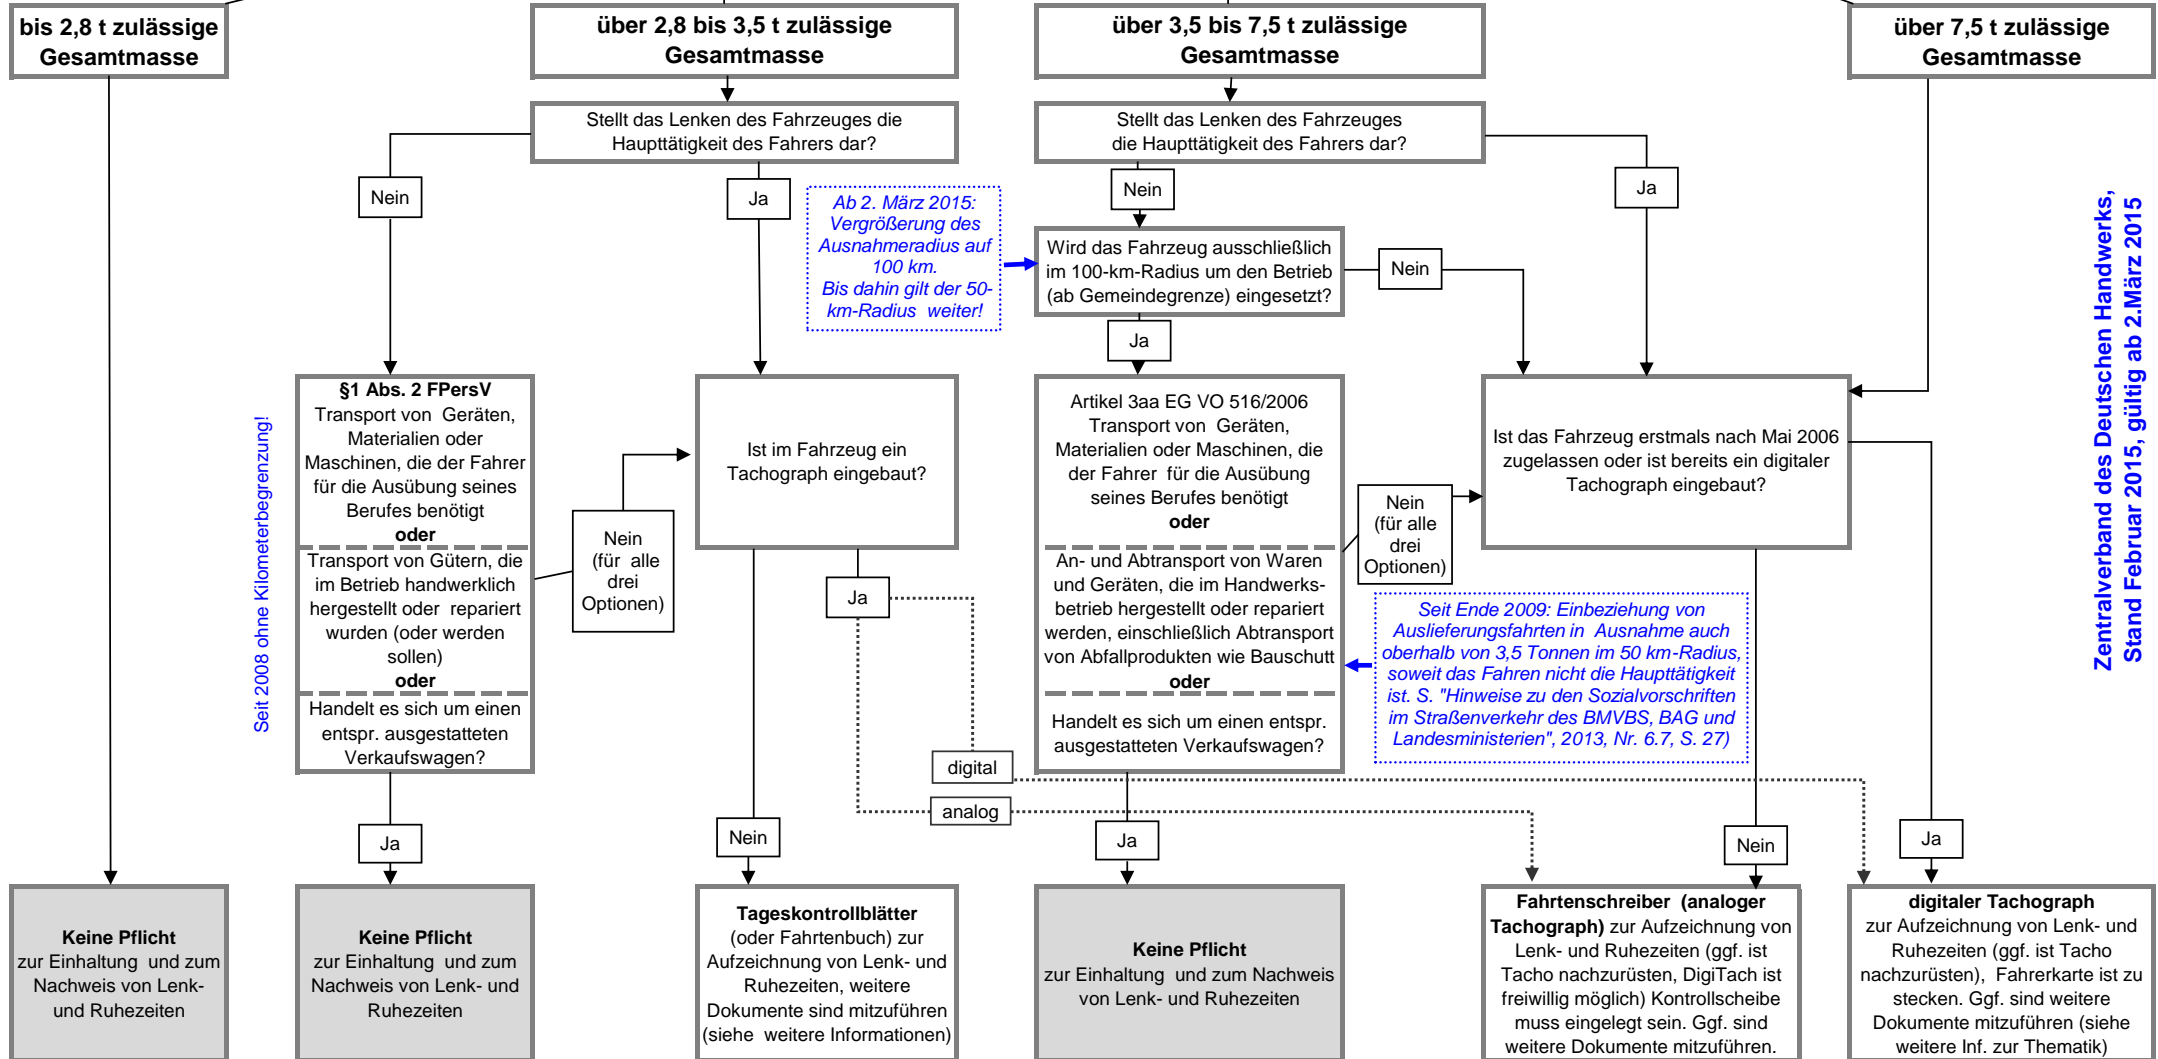 bis 2,8 t zulässige
Gesamtmasse
über 2,8 bis 3,5 t zulässige
Gesamtmasse
über 3,5 bis 7,5 t zulässige
Gesamtmasse
über 7,5 t zulässige
Gesamtmasse
Stellt das Lenken des Fahrzeuges die
Haupttätigkeit des Fahrers dar?
Stellt das Lenken des Fahrzeuges
die Haupttätigkeit des Fahrers dar?
Nein
Ja
Ab 2. März 2015:
Vergrößerung des
Ausnahmeradius auf
100 km.
Bis dahin gilt der 50-
km-Radius weiter!
Nein
Ja
Wird das Fahrzeug ausschließlich
im 100-km-Radius um den Betrieb
(ab Gemeindegrenze) eingesetzt?
Nein
Ja
Zentralverband des Deutschen Handwerks,
Stand Februar 2015, gültig ab 2.März 2015
Seit 2008 ohne Kilometerbegrenzung!
§1 Abs. 2 FPersV
Transport von Geräten,
Materialien oder
Maschinen, die der Fahrer
für die Ausübung seines
Berufes benötigt
oder
Transport von Gütern, die
im Betrieb handwerklich
hergestellt oder repariert
wurden (oder werden
sollen)
oder
Handelt es sich um einen
entspr. ausgestatteten
Verkaufswagen?
Nein
(für alle
drei
Optionen)
Ist im Fahrzeug ein
Tachograph eingebaut?
Ja
Artikel 3aa EG VO 516/2006
Transport von Geräten,
Materialien oder Maschinen, die
der Fahrer für die Ausübung
seines Berufes benötigt
oder
An- und Abtransport von Waren
und Geräten, die im Handwerks-
betrieb hergestellt oder repariert
werden, einschließlich Abtransport
von Abfallprodukten wie Bauschutt
oder
Handelt es sich um einen entspr.
ausgestatteten Verkaufswagen?
Nein
(für alle
drei
Optionen)
Ist das Fahrzeug erstmals nach Mai 2006
zugelassen oder ist bereits ein digitaler
Tachograph eingebaut?
Seit Ende 2009: Einbeziehung von
Auslieferungsfahrten in Ausnahme auch
oberhalb von 3,5 Tonnen im 50 km-Radius,
soweit das Fahren nicht die Haupttätigkeit
ist. S. "Hinweise zu den Sozialvorschriften
im Straßenverkehr des BMVBS, BAG und
Landesministerien", 2013, Nr. 6.7, S. 27)
digital
analog
Ja
Nein
Ja
Nein
Ja
Keine Pflicht
zur Einhaltung und zum
Nachweis von Lenk-
und Ruhezeiten
Keine Pflicht
zur Einhaltung und zum
Nachweis von Lenk- und
Ruhezeiten
Tageskontrollblätter
(oder Fahrtenbuch) zur
Aufzeichnung von Lenk- und
Ruhezeiten, weitere
Dokumente sind mitzuführen
(siehe weitere Informationen)
Keine Pflicht
zur Einhaltung und zum Nachweis
von Lenk- und Ruhezeiten
Fahrtenschreiber (analoger
Tachograph) zur Aufzeichnung von
Lenk- und Ruhezeiten (ggf. ist
Tacho nachzurüsten, DigiTach ist
freiwillig möglich) Kontrollscheibe
muss eingelegt sein. Ggf. sind
weitere Dokumente mitzuführen.
digitaler Tachograph
zur Aufzeichnung von Lenk- und
Ruhezeiten (ggf. ist Tacho
nachzurüsten), Fahrerkarte ist zu
stecken. Ggf. sind weitere
Dokumente mitzuführen (siehe
weitere Inf. zur Thematik)